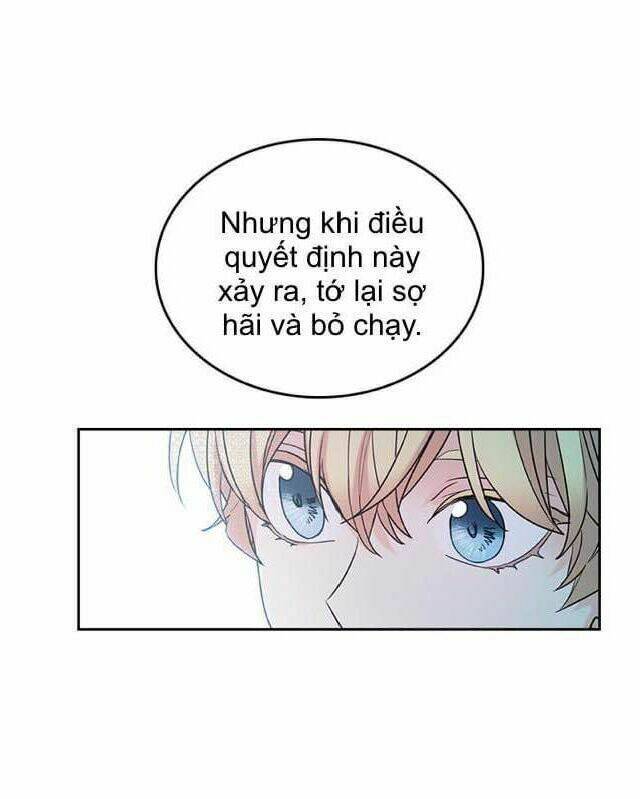 Nhưng khi điều
quyết định này
xảy ra, tớ lại sợ
hãi và bỏ chạy.